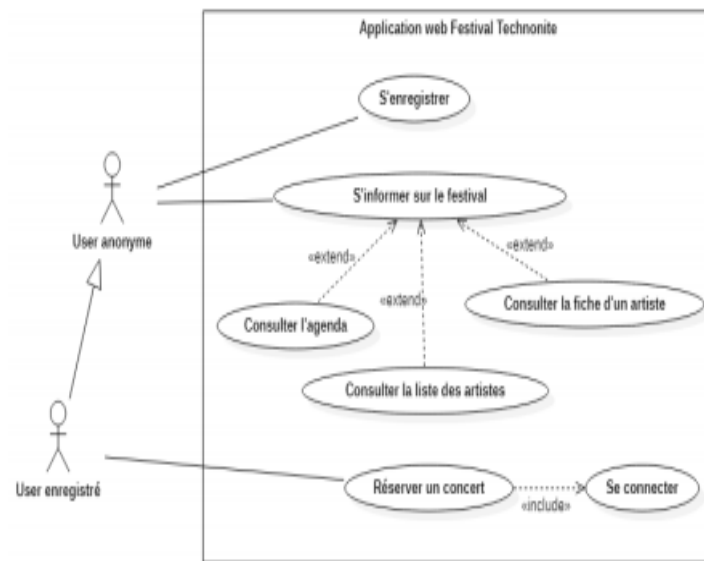 Application web Festival Technonite
S'enregistrer
S'informer sur le festival
User anonyme
«extend»
«extend»
«extend»
Consulter l'agenda
Consulter la fiche d'un artiste
Consulter la liste des artistes
User enregistré
Réserver un concert
«include»
Se connecter